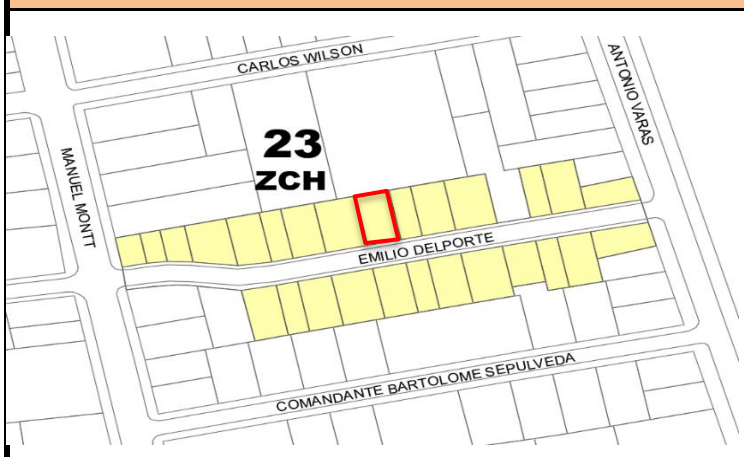 CARLOS WILSON
ANTONIO VARAS
23
ZCH
MANUEL MONTT
EMILIO DELPORTE
COMANDANTE BARTOLOME SEPULVEDA